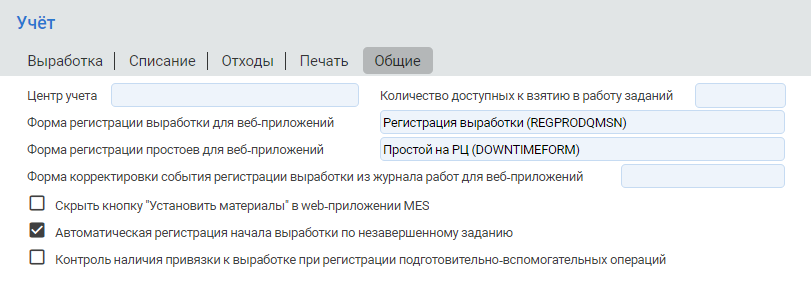 Учёт
Выработка Списание Отходы Печать Общие
Центр учета Количество доступных к взятию в работу заданий
Форма регистрации выработки для веб-приложений Регистрация выработки (REGPRODQMSN)
Форма регистрации простоев для веб-приложений Простой на РЦ (DOWNTIMEFORM)
Форма корректировки события регистрации выработки из журнала работ для веб-приложений
Скрыть кнопку "Установить материалы" в web-приложении MES
Автоматическая регистрация начала выработки по незавершенному заданию
Контроль наличия привязки к выработке при регистрации подготовительно-вспомогательных операций